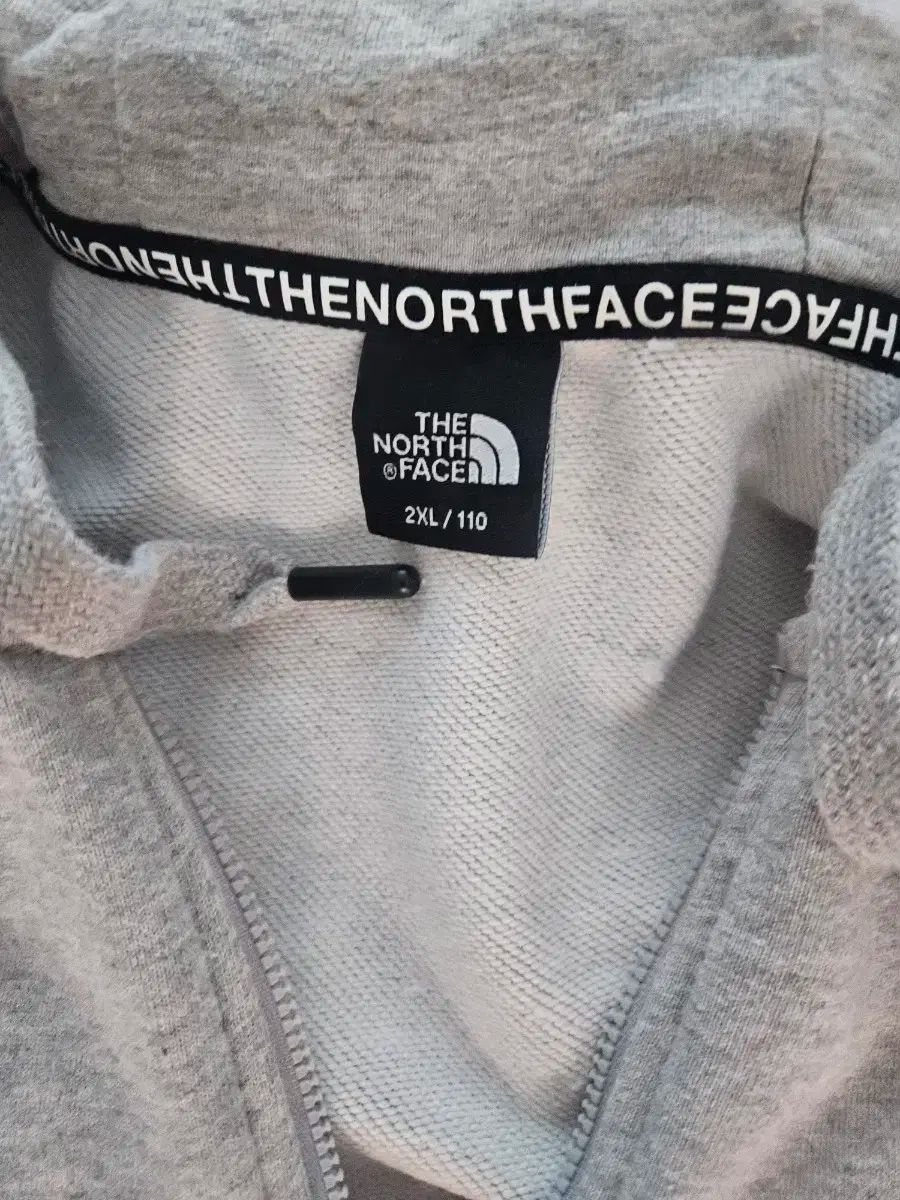 THENORTHFACE
THE
NORTH
®FACE
2XL / 110